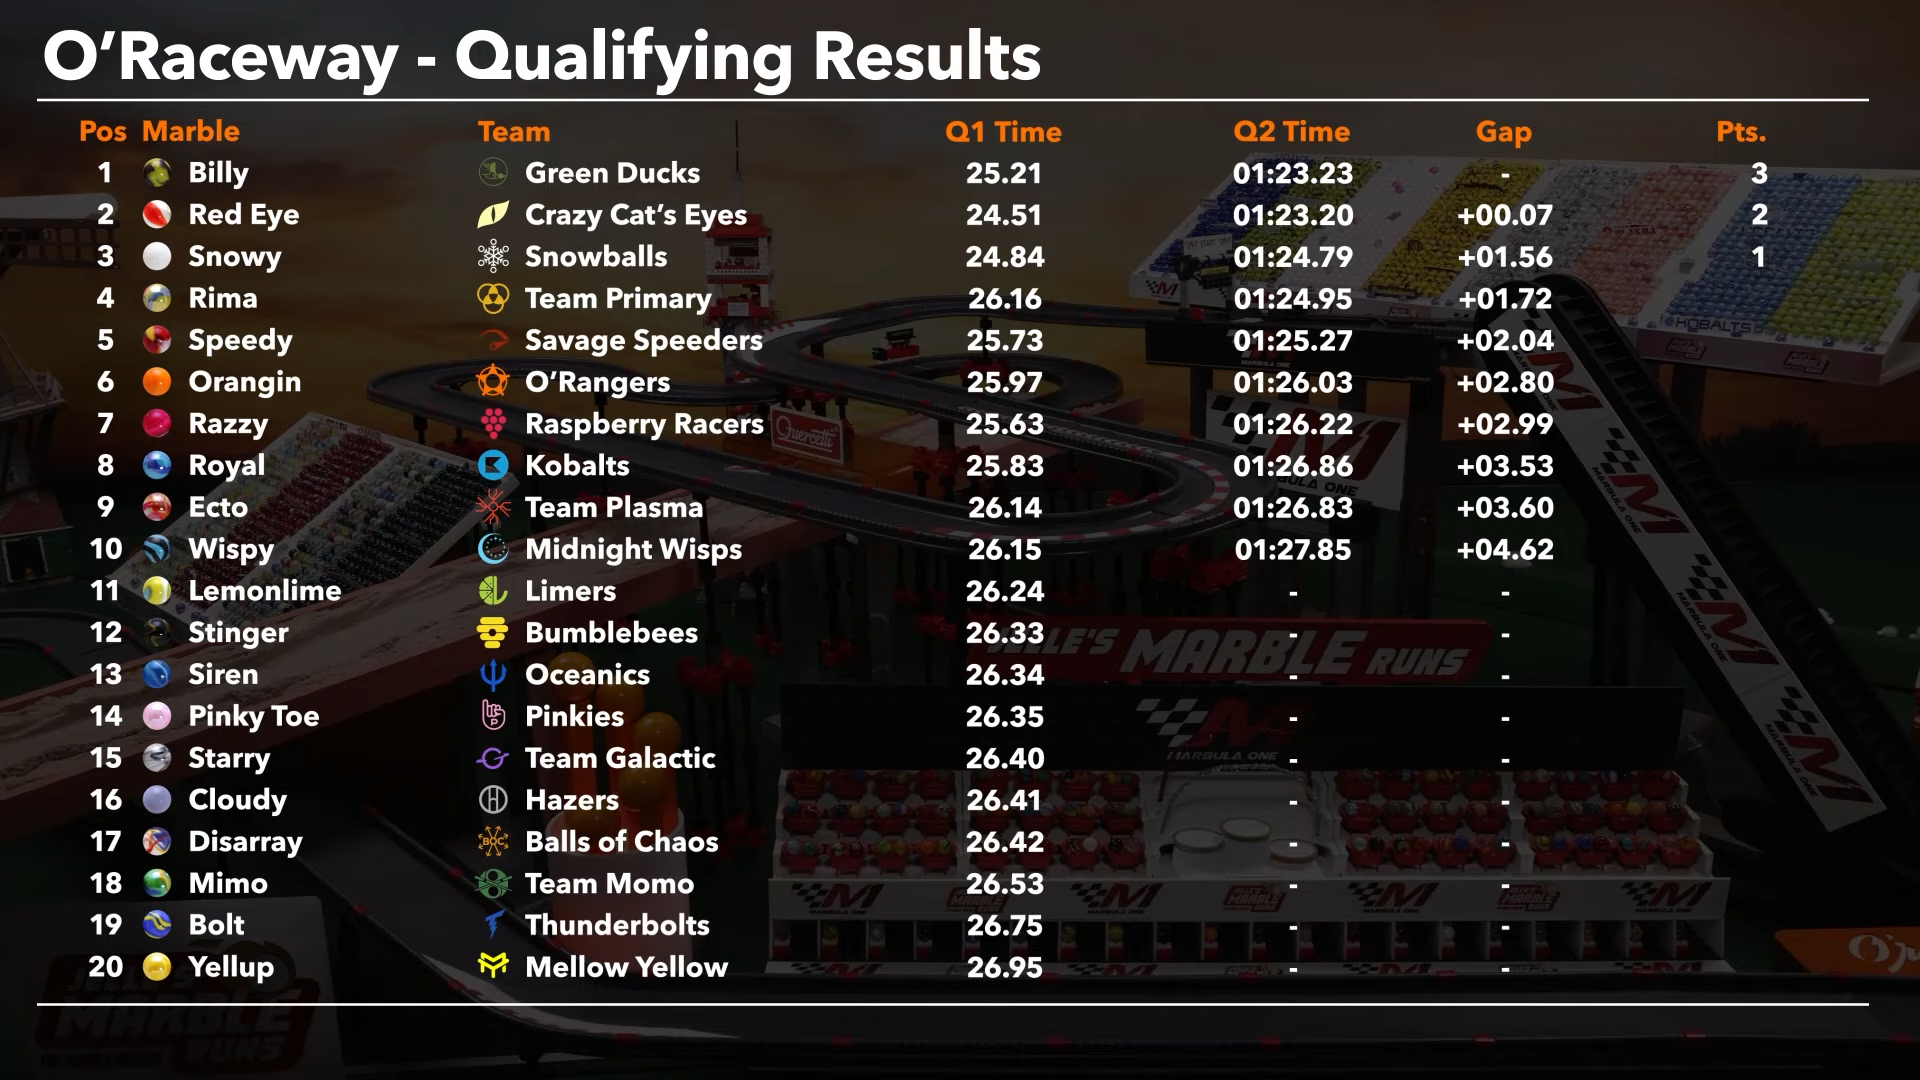 O’Raceway - Qualifying Results
Pos Marble Team Q1 Time Q2 Time Gap Pts.
1 Billy Green Ducks 25.21 01:23.23 - 3
2 Red Eye Crazy Cat’s Eyes 24.51 01:23.20 +00.07 2
3 Snowy Snowballs 24.84 01:24.79 +01.56 1
4 Rima Team Primary 26.16 01:24.95 +01.72
5 Speedy Savage Speeders 25.73 01:25.27 +02.04
6 Orangin O’Rangers 25.97 01:26.03 +02.80
7 Razzy Raspberry Racers 25.63 01:26.22 +02.99
8 Royal Kobalts 25.83 01:26.86 +03.53
9 Ecto Team Plasma 26.14 01:26.83 +03.60
10 Wispy Midnight Wisps 26.15 01:27.85 +04.62
11 Lemonlime Limers 26.24 - -
12 Stinger Bumblebees 26.33 - -
13 Siren Oceanics 26.34 - -
14 Pinky Toe Pinkies 26.35 - -
15 Starry Team Galactic 26.40 - -
16 Cloudy Hazers 26.41 - -
17 Disarray Balls of Chaos 26.42 - -
18 Mimo Team Momo 26.53 - -
19 Bolt Thunderbolts 26.75 - -
20 Yellup Mellow Yellow 26.95 - -
Quercetti
KOBALTS
JELLE'S MARBLE RUNS
M1
MARBULA ONE
JELLE'S
MARBLE
RUNS